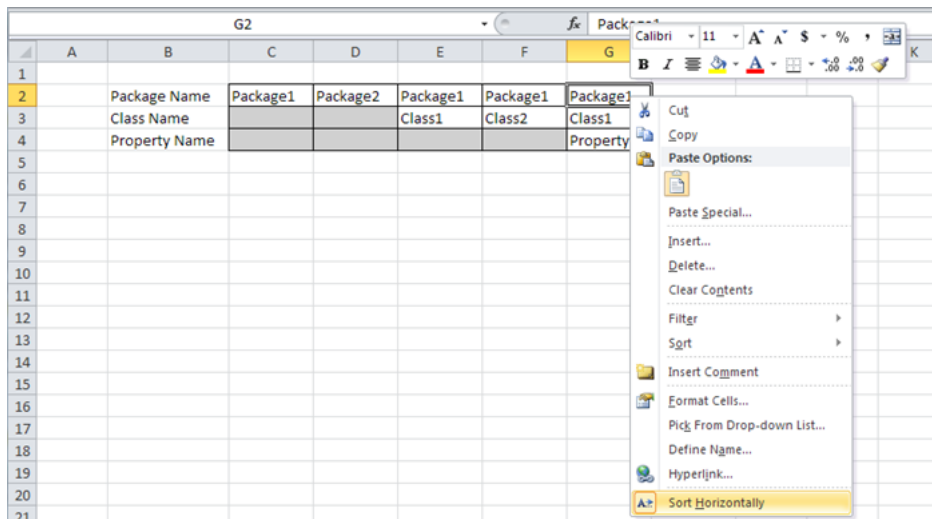 G2 fx Package1
Calibri 11 A A $ % ,
B I A .00 .00
A B C D E F G K
1
2 Package Name Package1 Package2 Package1 Package1 Package1
3 Class Name Class1 Class2 Class1
4 Property Name Property
5
6
7
8
9
10
11
12
13
14
15
16
17
18
19
20
21
Cut
Copy
Paste Options:
Paste Special...
Insert...
Delete...
Clear Contents
Filter
Sort
Insert Comment
Format Cells...
Pick From Drop-down List...
Define Name...
Hyperlink...
Sort Horizontally